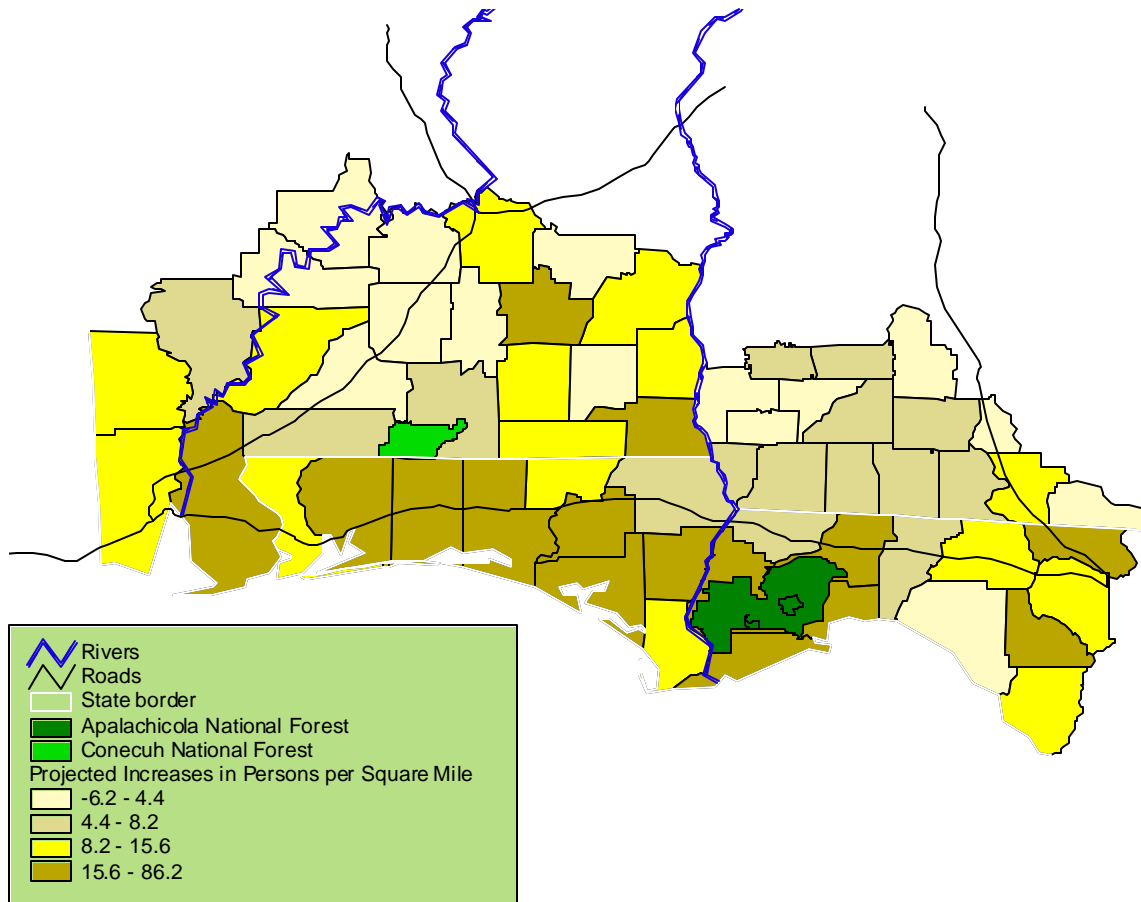 Rivers
Roads
State border
Apalachicola National Forest
Conecuh National Forest
Projected Increases in Persons per Square Mile
-6.2 - 4.4
4.4 - 8.2
8.2 - 15.6
15.6 - 86.2